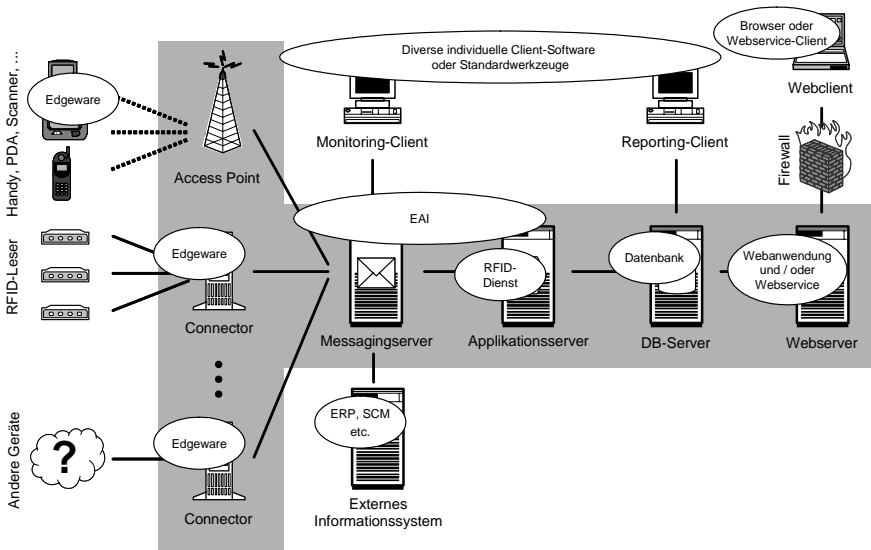 Handy, PDA, Scanner, ...
Edgeware
Access Point
Diverse individuelle Client-Software
oder Standardwerkzeuge
Monitoring-Client
Reporting-Client
Browser oder
Webservice-Client
Webclient
Firewall
RFID-Leser
Edgeware
Connector
EAI
Messagingserver
RFID-
Dienst
Applikationsserver
Datenbank
DB-Server
Webanwendung
und / oder
Webservice
Webserver
Andere Geräte
?
Edgeware
Connector
ERP, SCM
etc.
Externes
Informationssystem